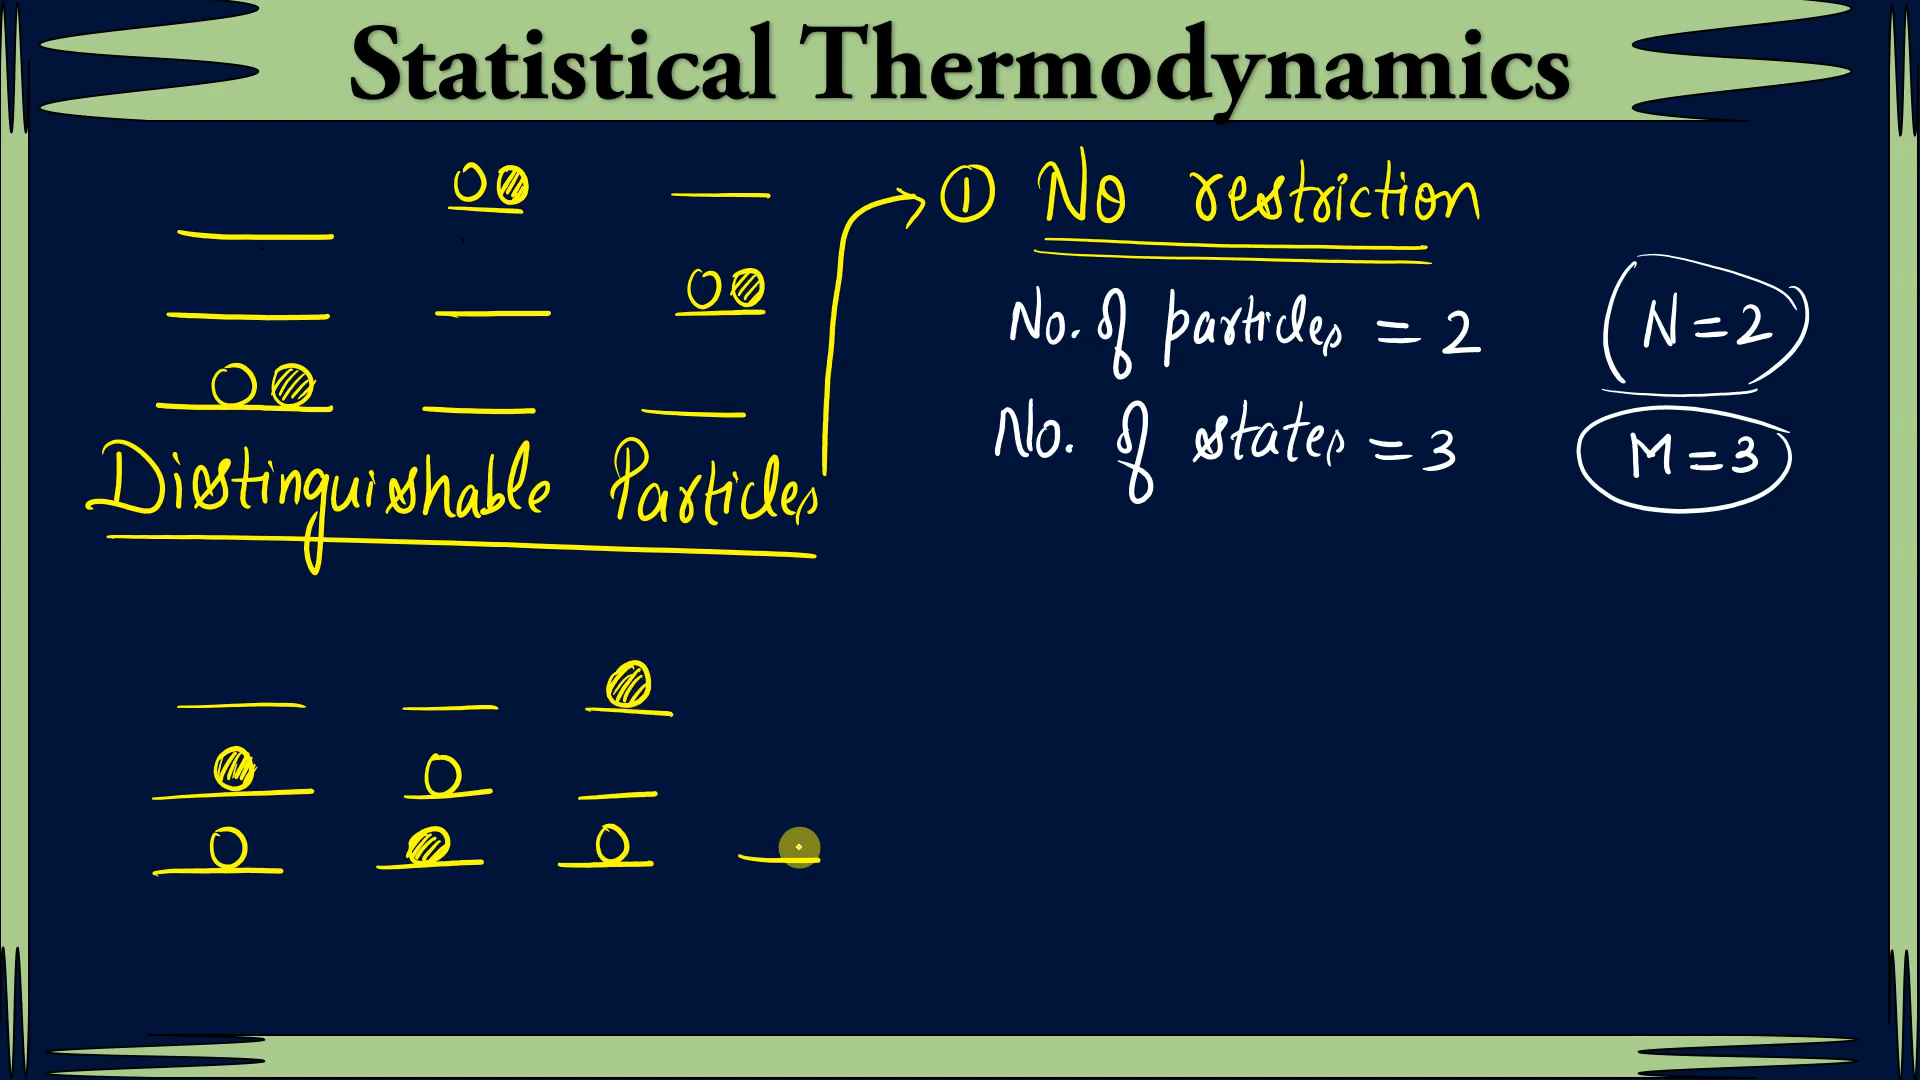 Statistical Thermodynamics
① No restriction
No. of particles = 2
N = 2
No. of states = 3
M = 3
Distinguishable Particles